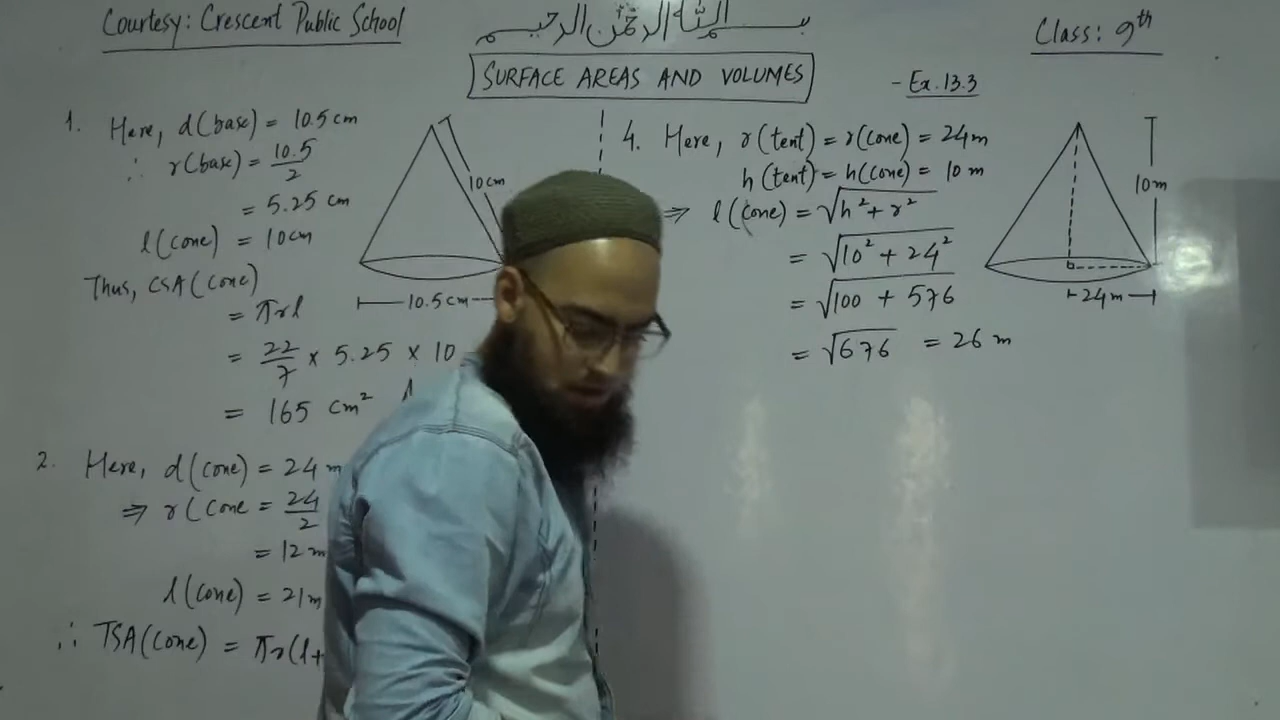 Courtesy: Crescent Public School
بسم الله الرحمن الرحيم
Class: 9th
SURFACE AREAS AND VOLUMES
- Ex. 13.3
1. Here, d(base) = 10.5 cm
∴ r(base) = 10.5/2
= 5.25 cm
l(cone) = 10cm
Thus, CSA(cone)
= πrl
= 22/7 × 5.25 × 10
= 165 cm²
10cm
10.5cm
2. Here, d(cone) = 24 m
⇒ r(cone = 24/2
= 12 m
l(cone) = 21m
∴ TSA(cone) = πr(l+
4. Here, r(tent) = r(cone) = 24m
h(tent) = h(cone) = 10 m
⇒ l(cone) = √h²+r²
= √10² + 24²
= √100 + 576
= √676 = 26 m
10m
24m